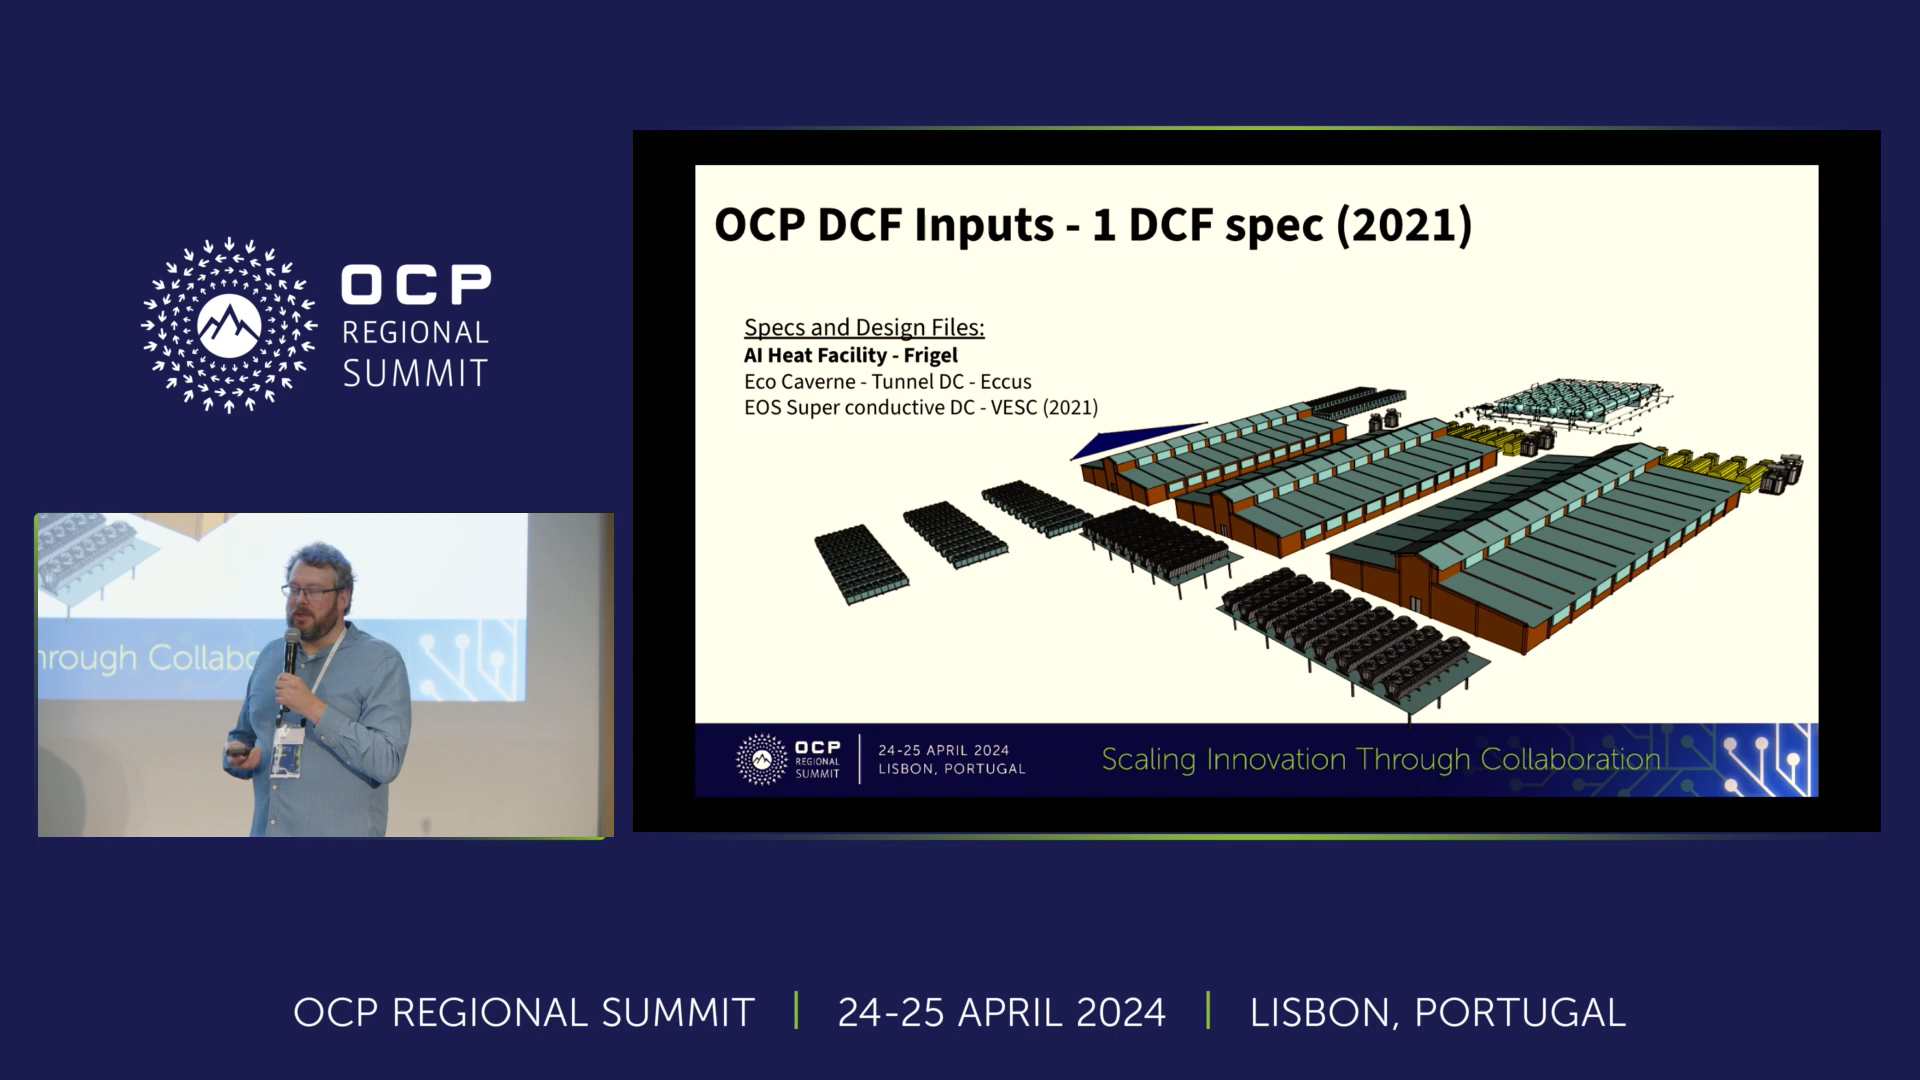 OCP
REGIONAL
SUMMIT
hrough Collabo
OCP DCF Inputs - 1 DCF spec (2021)
Specs and Design Files:
AI Heat Facility - Frigel
Eco Caverne - Tunnel DC - Eccus
EOS Super conductive DC - VESC (2021)
OCP
REGIONAL
SUMMIT
24-25 APRIL 2024
LISBON, PORTUGAL
Scaling Innovation Through Collaboration
OCP REGIONAL SUMMIT | 24-25 APRIL 2024 | LISBON, PORTUGAL